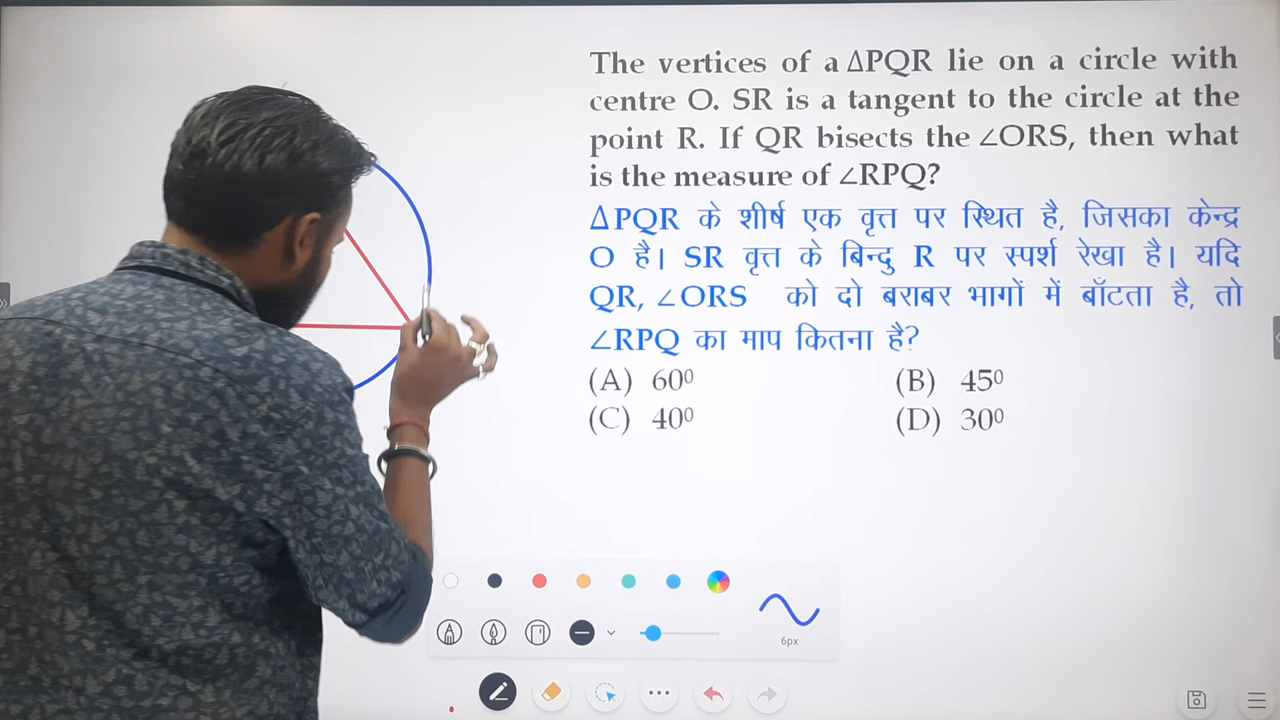 The vertices of a ΔPQR lie on a circle with
centre O. SR is a tangent to the circle at the
point R. If QR bisects the ∠ORS, then what
is the measure of ∠RPQ?
ΔPQR के शीर्ष एक वृत्त पर स्थित है, जिसका केन्द्र
O है। SR वृत्त के बिन्दु R पर स्पर्श रेखा है। यदि
QR, ∠ORS को दो बराबर भागों में बाँटता है, तो
∠RPQ का माप कितना है?
(A) 60⁰ (B) 45⁰
(C) 40⁰ (D) 30⁰
6px